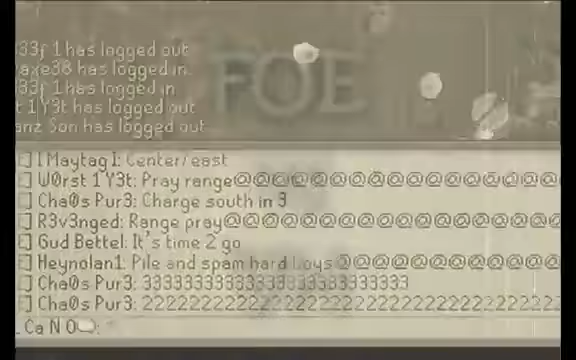 33f 1 has logged out
axe38 has logged in.
33f 1 has logged in.
t 1 Y3t has logged out
anz Son has logged out
FOE
[ Maytag ]: Center/east
W0rst 1 Y3t: Pray range@@@@@@@@@@@@@@@@@@@@@
Cha0s Pur3: Charge south in 3
R3v3nged: Range pray@@@@@@@@@@@@@@@@@@@@@@
Gud Bettel: It's time 2 go
Heynolan1: Pile and spam hard boys@@@@@@@@@@@@@@
Cha0s Pur3: 33333333333333333333333333333
Cha0s Pur3: 222222222222222222222222222222222222222222
Ca N O